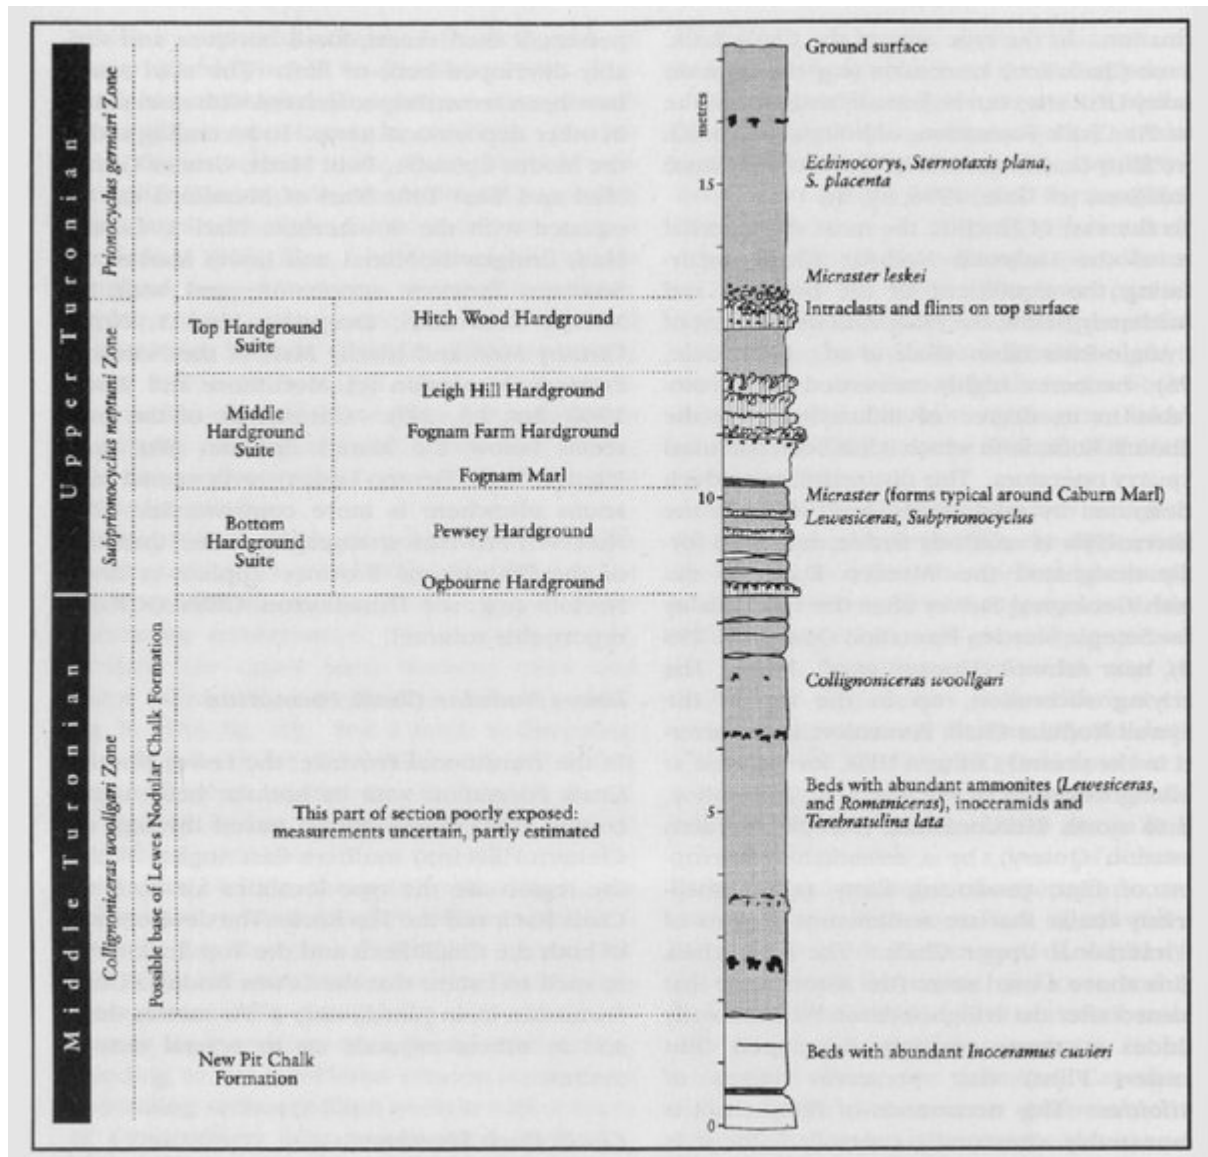 Upper Turonian
Middle Turonian
Prionocyclus germari Zone
Subprionocyclus neptuni Zone
Collignoniceras woollgari Zone
Possible base of Lewes Nodular Chalk Formation
Top Hardground
Suite
Middle
Hardground
Suite
Bottom
Hardground
Suite
New Pit Chalk
Formation
Hitch Wood Hardground
Leigh Hill Hardground
Fognam Farm Hardground
Fognam Marl
Pewsey Hardground
Ogbourne Hardground
This part of section poorly exposed:
measurements uncertain, partly estimated
metres
15
10
5
0
Ground surface
Echinocorys, Sternotaxis plana,
S. placenta
Micraster leskei
Intraclasts and flints on top surface
Micraster (forms typical around Caburn Marl)
Lewesiceras, Subprionocyclus
Collignoniceras woollgari
Beds with abundant ammonites (Lewesiceras,
and Romaniceras), inoceramids and
Terebratulina lata
Beds with abundant Inoceramus cuvieri